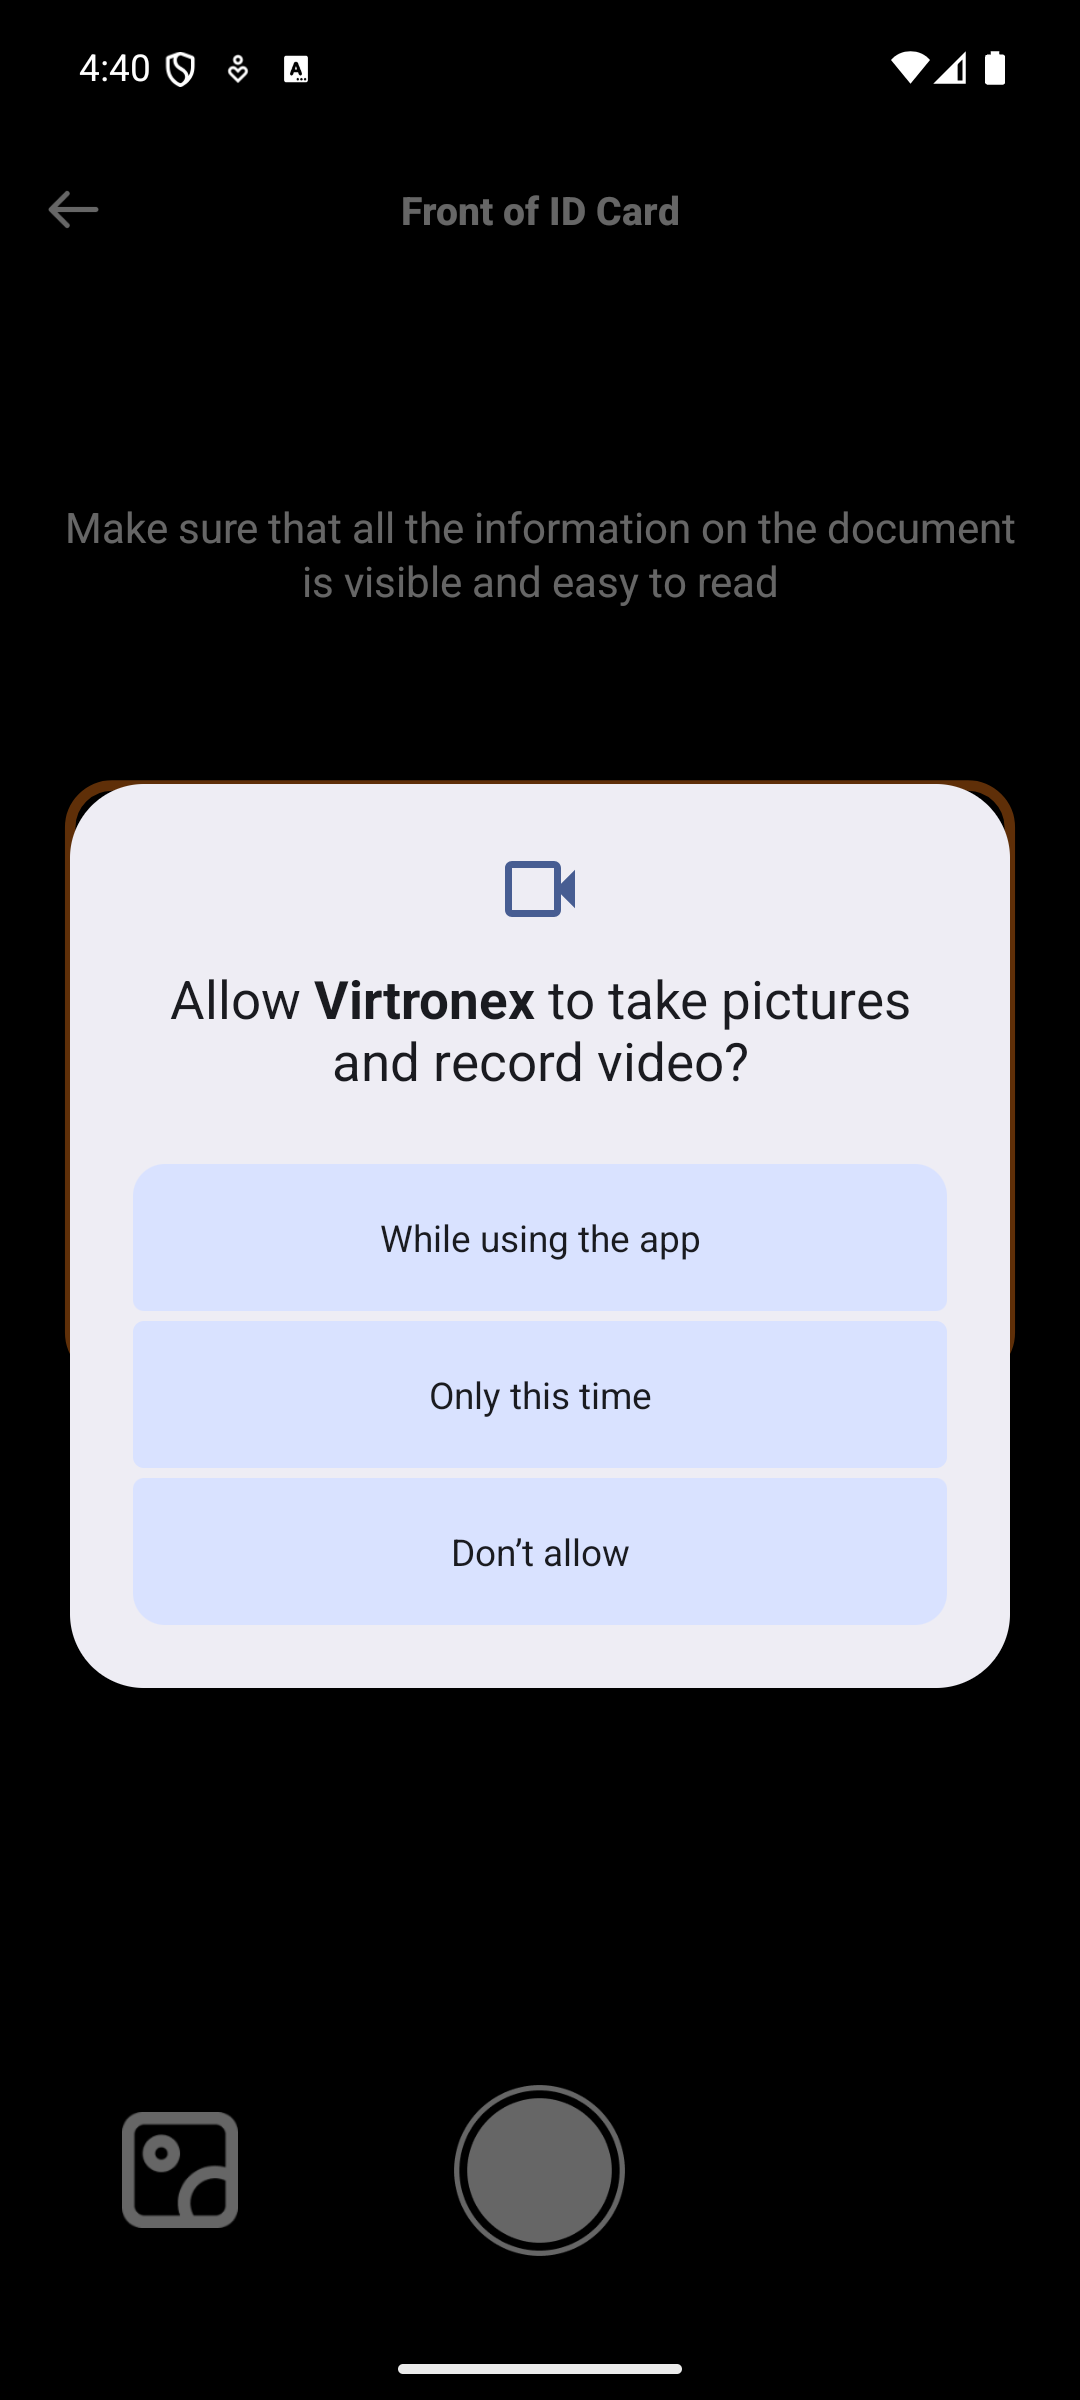 4:40
Front of ID Card
Make sure that all the information on the document
is visible and easy to read
Allow Virtronex to take pictures
and record video?
While using the app
Only this time
Don’t allow